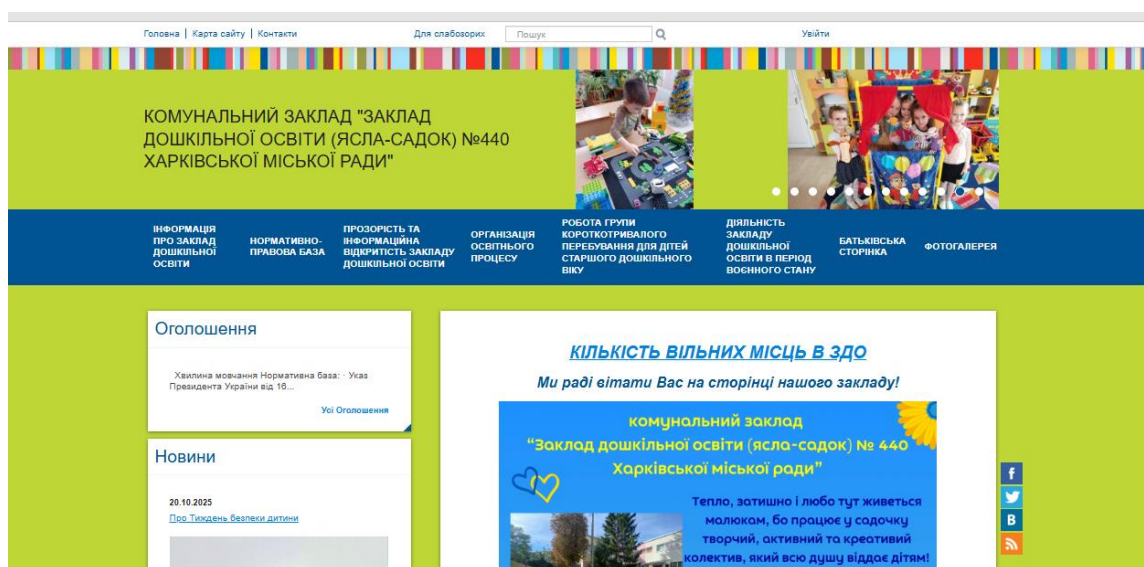 Головна | Карта сайту | Контакти
Для слабозорих
Пошук
Увійти
КОМУНАЛЬНИЙ ЗАКЛАД "ЗАКЛАД
ДОШКІЛЬНОЇ ОСВІТИ (ЯСЛА-САДОК) №440
ХАРКІВСЬКОЇ МІСЬКОЇ РАДИ"
ІНФОРМАЦІЯ
ПРО ЗАКЛАД
ДОШКІЛЬНОЇ
ОСВІТИ
НОРМАТИВНО-
ПРАВОВА БАЗА
ПРОЗОРІСТЬ ТА
ІНФОРМАЦІЙНА
ВІДКРИТІСТЬ ЗАКЛАДУ
ДОШКІЛЬНОЇ ОСВІТИ
ОРГАНІЗАЦІЯ
ОСВІТНЬОГО
ПРОЦЕСУ
РОБОТА ГРУПИ
КОРОТКОТРИВАЛОГО
ПЕРЕБУВАННЯ ДЛЯ ДІТЕЙ
СТАРШОГО ДОШКІЛЬНОГО
ВІКУ
ДІЯЛЬНІСТЬ
ЗАКЛАДУ
ДОШКІЛЬНОЇ
ОСВІТИ В ПЕРІОД
ВОЄННОГО СТАНУ
БАТЬКІВСЬКА
СТОРІНКА
ФОТОГАЛЕРЕЯ
Оголошення
Хвилина мовчання Нормативна база: · Указ
Президента України від 16...
Усі Оголошення
Новини
20.10.2025
Про Тиждень безпеки дитини
КІЛЬКІСТЬ ВІЛЬНИХ МІСЦЬ В ЗДО
Ми раді вітати Вас на сторінці нашого закладу!
комунальний заклад
"Заклад дошкільної освіти (ясла-садок) № 440
Харківської міської ради"
Тепло, затишно і любо тут живеться
малюкам, бо працює у садочку
творчий, активний та креативий
колектив, який всю душу віддає дітям!